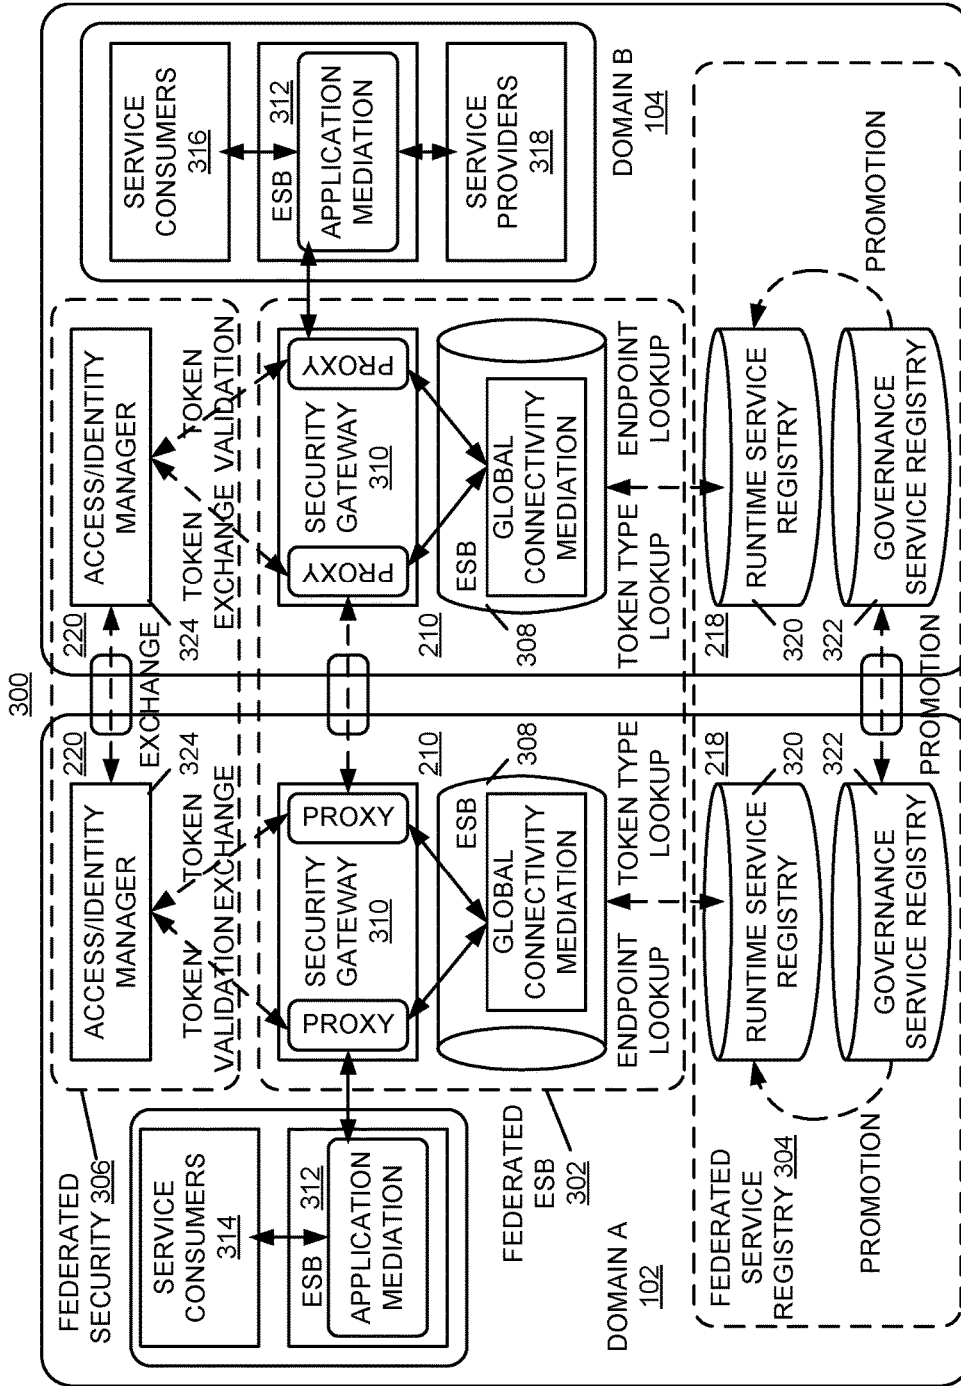 300
FEDERATED
SECURITY 306
SERVICE
CONSUMERS
314
ESB
312
APPLICATION
MEDIATION
FEDERATED
ESB
302
DOMAIN A
102
FEDERATED
SERVICE
REGISTRY 304
PROMOTION
ACCESS/IDENTITY
MANAGER
220
324
EXCHANGE
TOKEN
VALIDATION
TOKEN
EXCHANGE
PROXY
SECURITY
GATEWAY
310
PROXY
210
ESB
308
GLOBAL
CONNECTIVITY
MEDIATION
ENDPOINT
LOOKUP
TOKEN TYPE
LOOKUP
218
RUNTIME SERVICE
REGISTRY
320
322
GOVERNANCE
SERVICE REGISTRY
PROMOTION
220
324
ACCESS/IDENTITY
MANAGER
TOKEN
EXCHANGE
TOKEN
VALIDATION
PROXY
SECURITY
GATEWAY
310
PROXY
210
308
ESB
GLOBAL
CONNECTIVITY
MEDIATION
TOKEN TYPE
LOOKUP
ENDPOINT
LOOKUP
218
320
RUNTIME SERVICE
REGISTRY
322
GOVERNANCE
SERVICE REGISTRY
PROMOTION
SERVICE
CONSUMERS
316
ESB
312
APPLICATION
MEDIATION
SERVICE
PROVIDERS
318
DOMAIN B
104